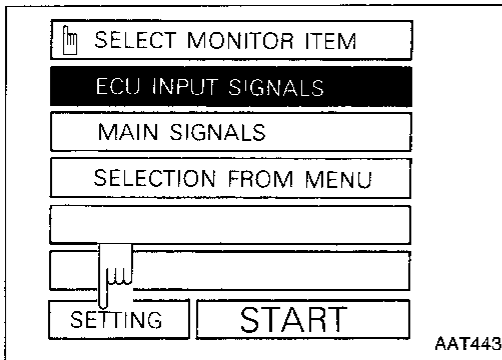 SELECT MONITOR ITEM
ECU INPUT SIGNALS
MAIN SIGNALS
SELECTION FROM MENU
SETTING START
AAT443